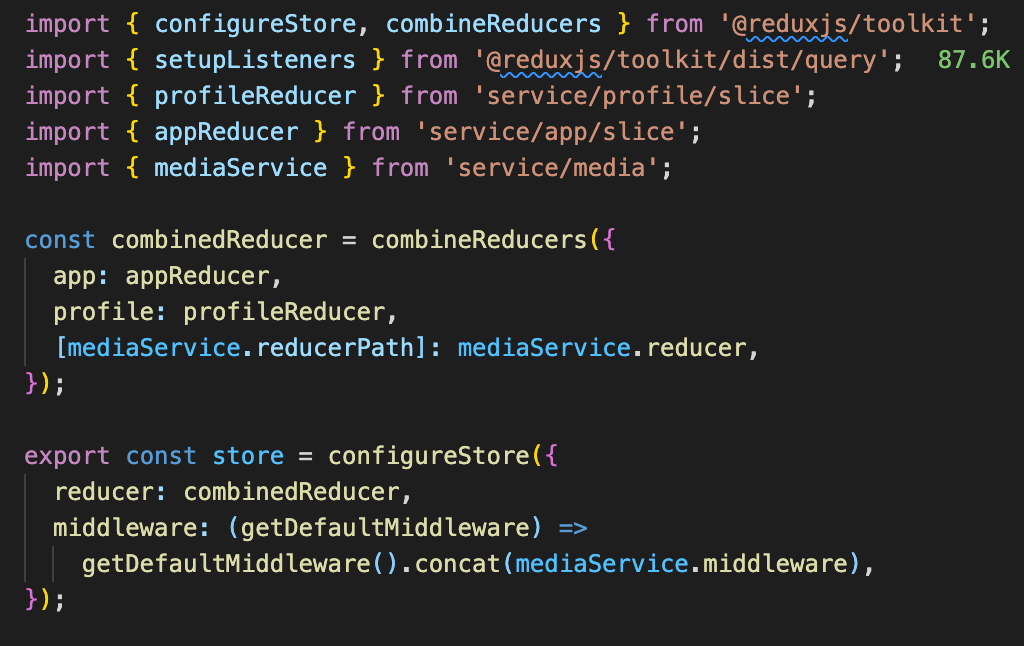 import { configureStore, combineReducers } from '@reduxjs/toolkit';
import { setupListeners } from '@reduxjs/toolkit/dist/query';  87.6K
import { profileReducer } from 'service/profile/slice';
import { appReducer } from 'service/app/slice';
import { mediaService } from 'service/media';

const combinedReducer = combineReducers({
  app: appReducer,
  profile: profileReducer,
  [mediaService.reducerPath]: mediaService.reducer,
});

export const store = configureStore({
  reducer: combinedReducer,
  middleware: (getDefaultMiddleware) =>
    getDefaultMiddleware().concat(mediaService.middleware),
});